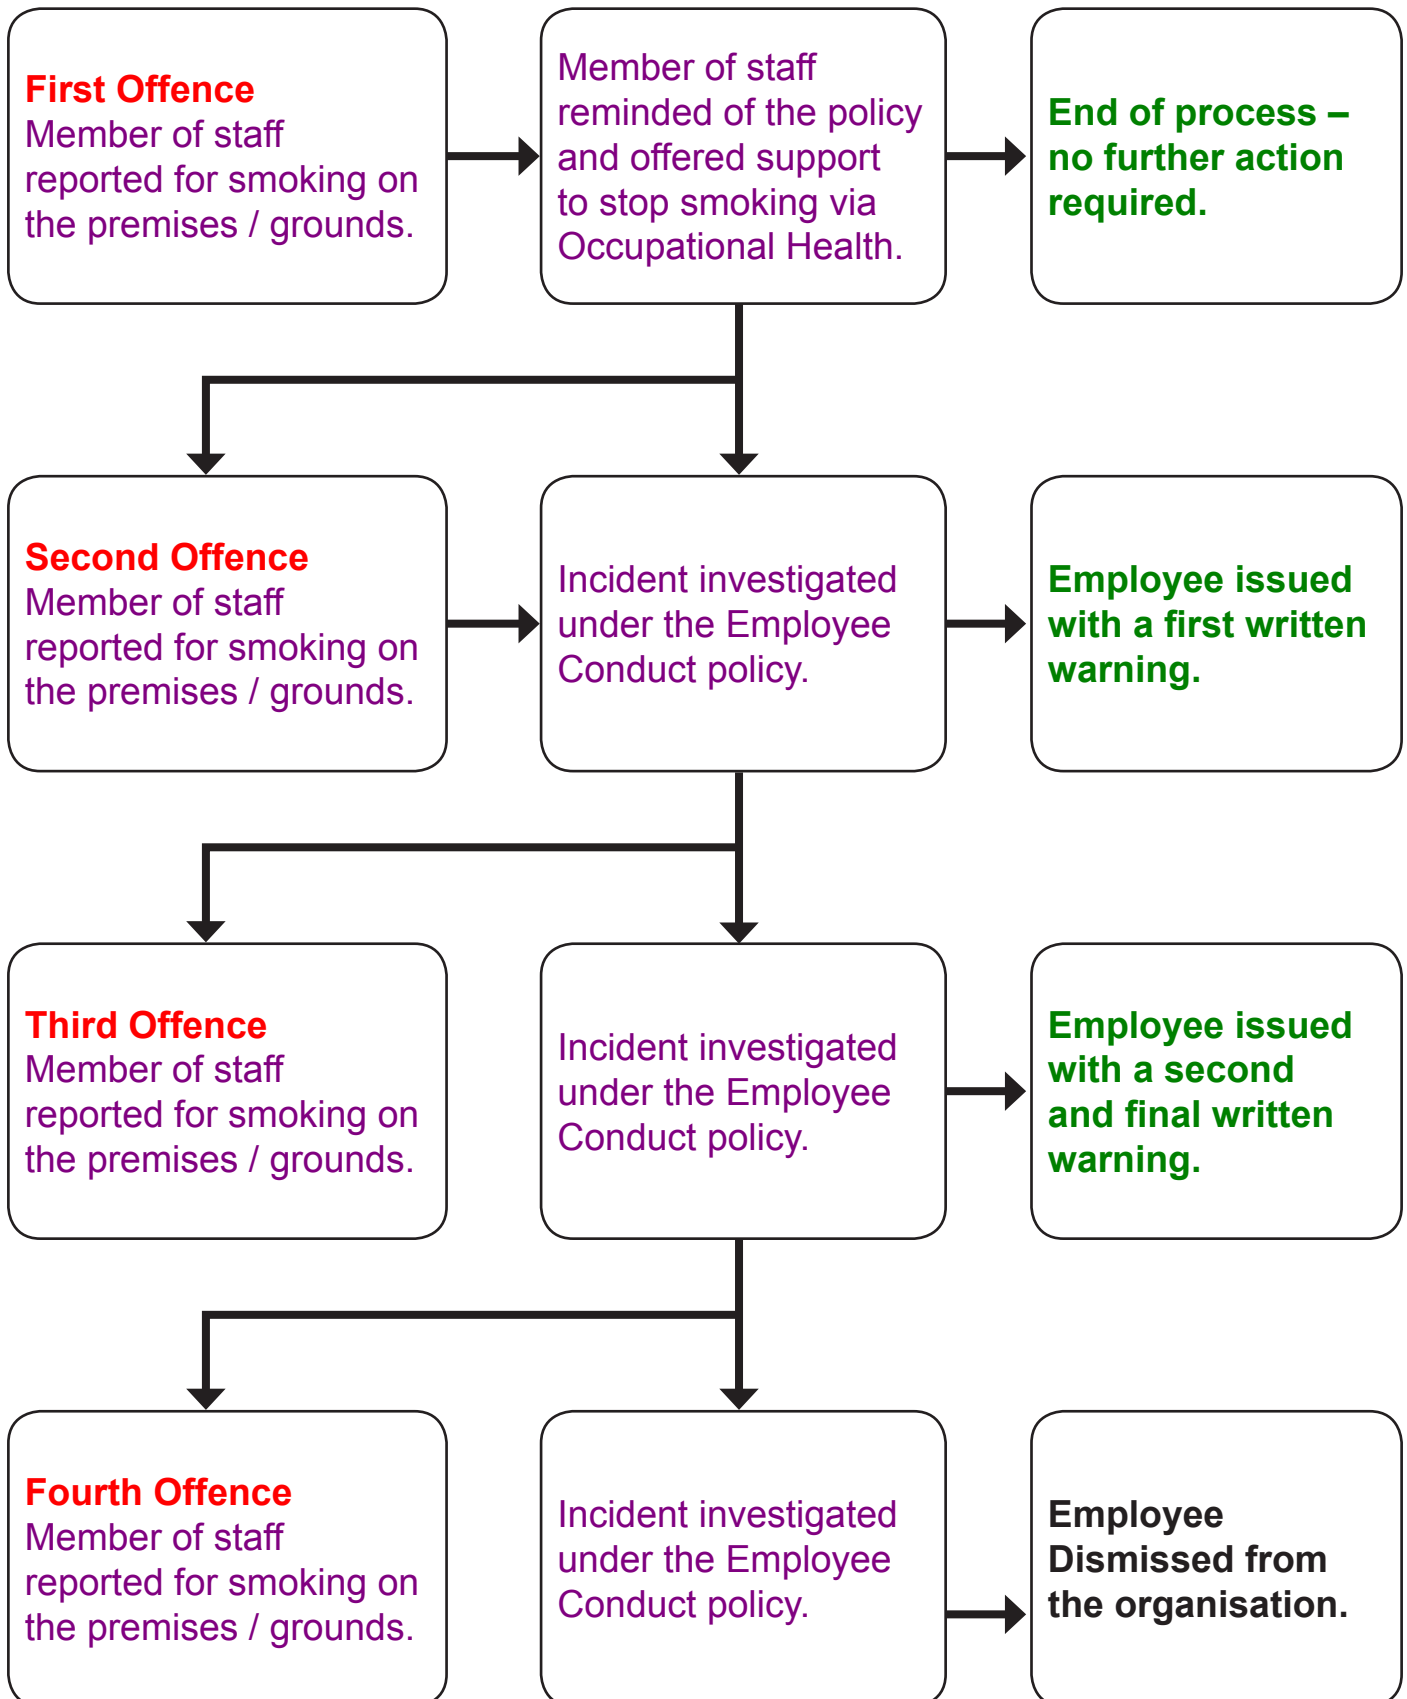 First Offence
Member of staff
reported for smoking on
the premises / grounds.
Member of staff
reminded of the policy
and offered support
to stop smoking via
Occupational Health.
End of process –
no further action
required.
Second Offence
Member of staff
reported for smoking on
the premises / grounds.
Incident investigated
under the Employee
Conduct policy.
Employee issued
with a first written
warning.
Third Offence
Member of staff
reported for smoking on
the premises / grounds.
Incident investigated
under the Employee
Conduct policy.
Employee issued
with a second
and final written
warning.
Fourth Offence
Member of staff
reported for smoking on
the premises / grounds.
Incident investigated
under the Employee
Conduct policy.
Employee
Dismissed from
the organisation.